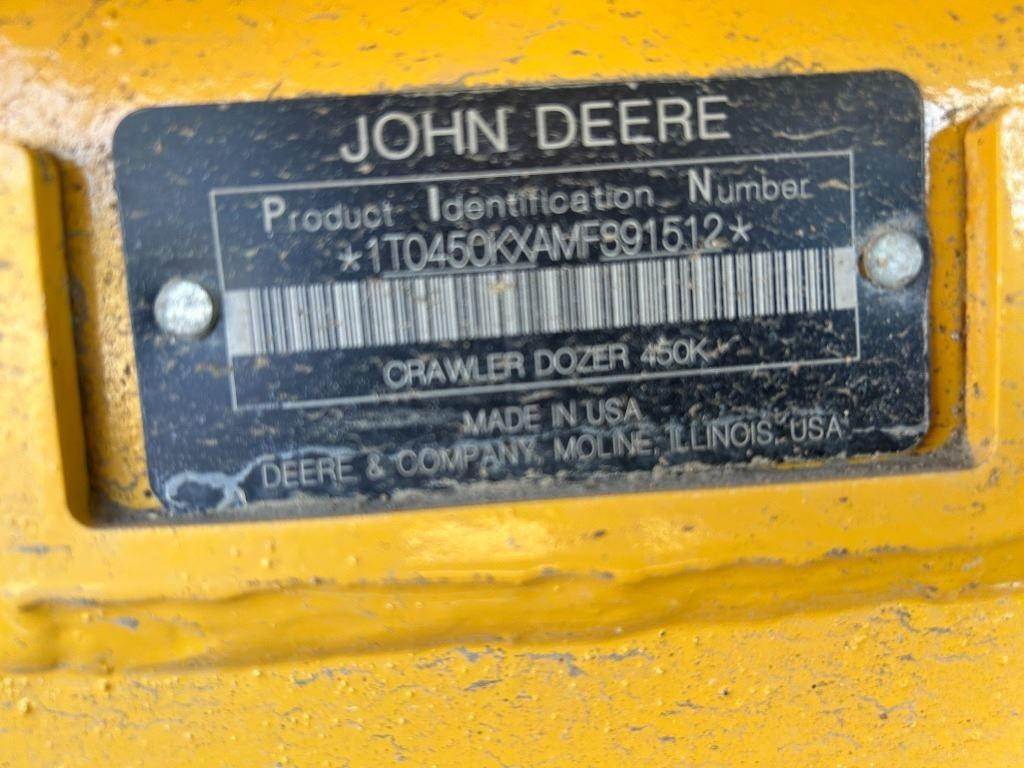 JOHN DEERE
Product Identification Number
*1T0450KXAMF391512*
CRAWLER DOZER 450K
MADE IN USA
DEERE & COMPANY, MOLINE, ILLINOIS, USA